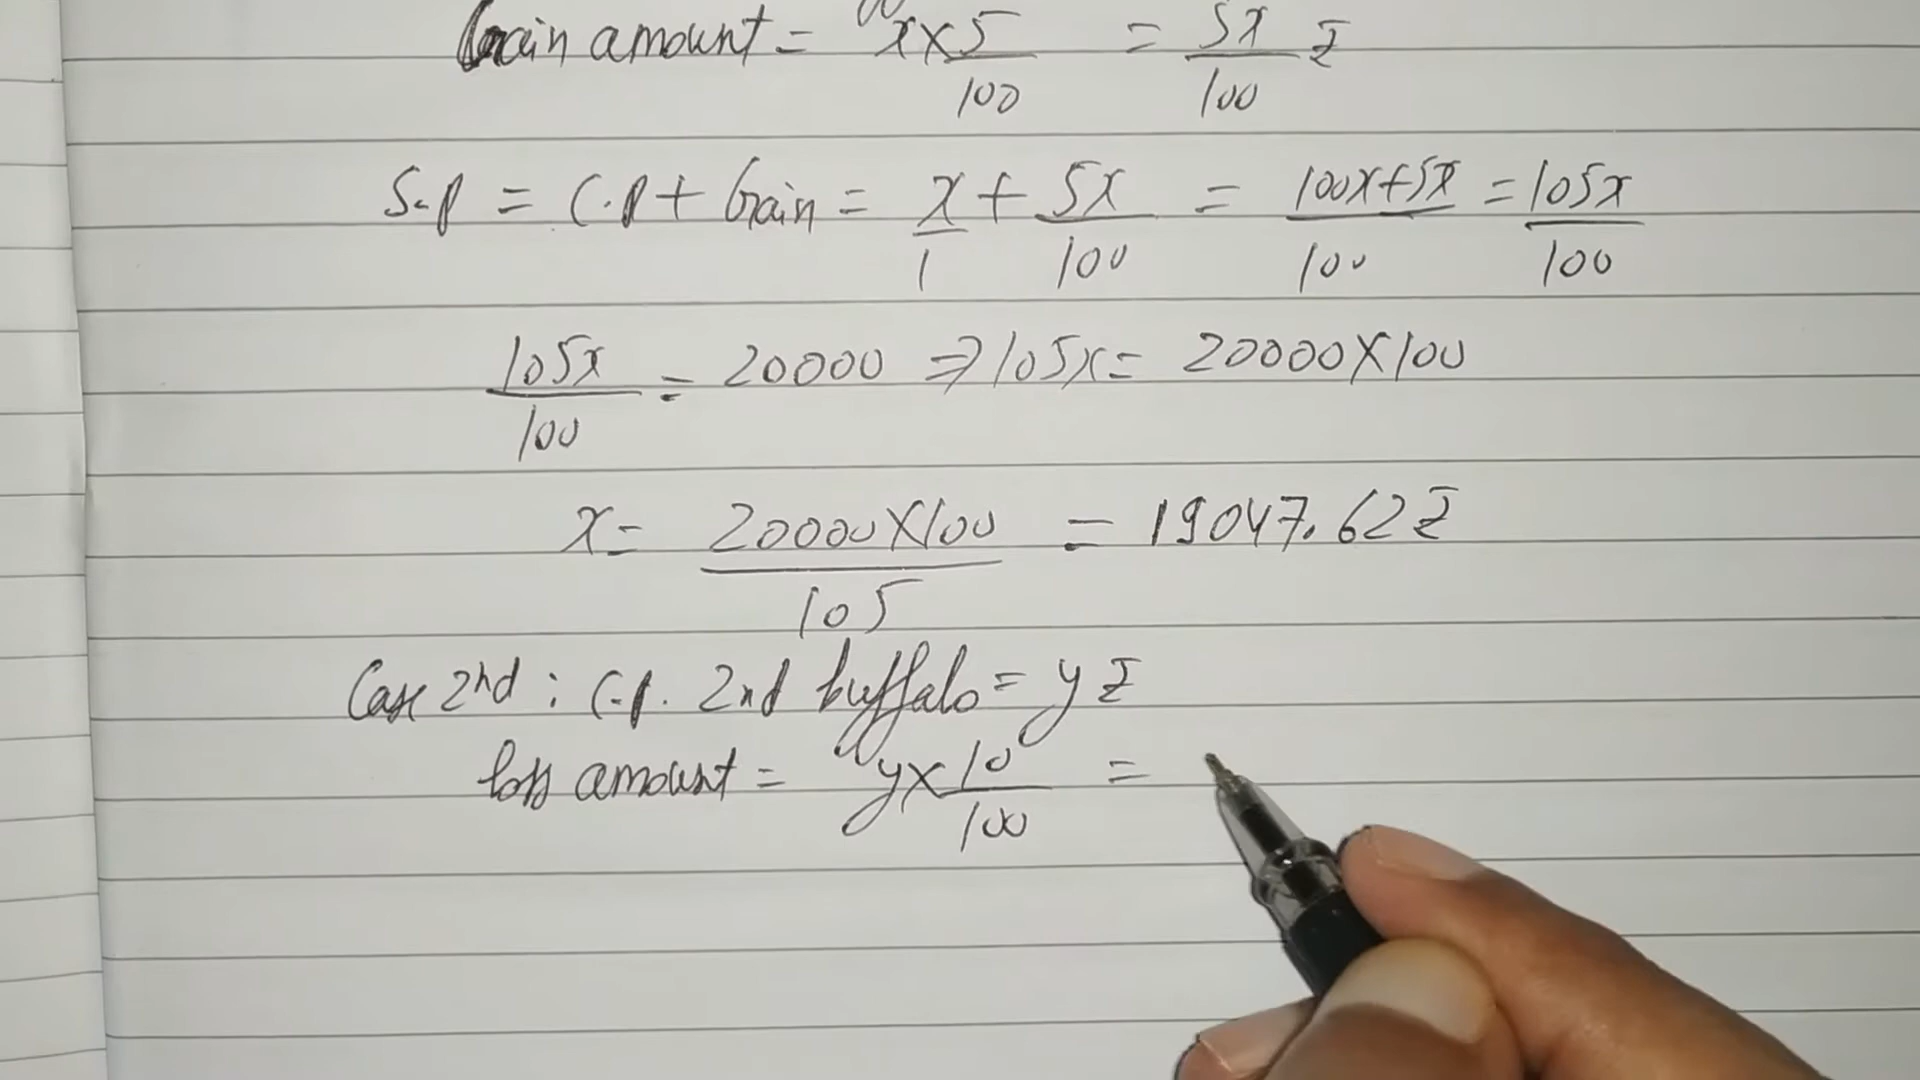 Gain amount = x × 5/100 = 5x/100 ₹
S.P = C.P + Gain = x/1 + 5x/100 = 100x+5x/100 = 105x/100
105x/100 = 20000 ⇒ 105x = 20000 × 100
x = 20000 × 100/105 = 19047.62 ₹
Case 2nd : C.P. 2nd buffalo = y ₹
loss amount = y × 10/100 =